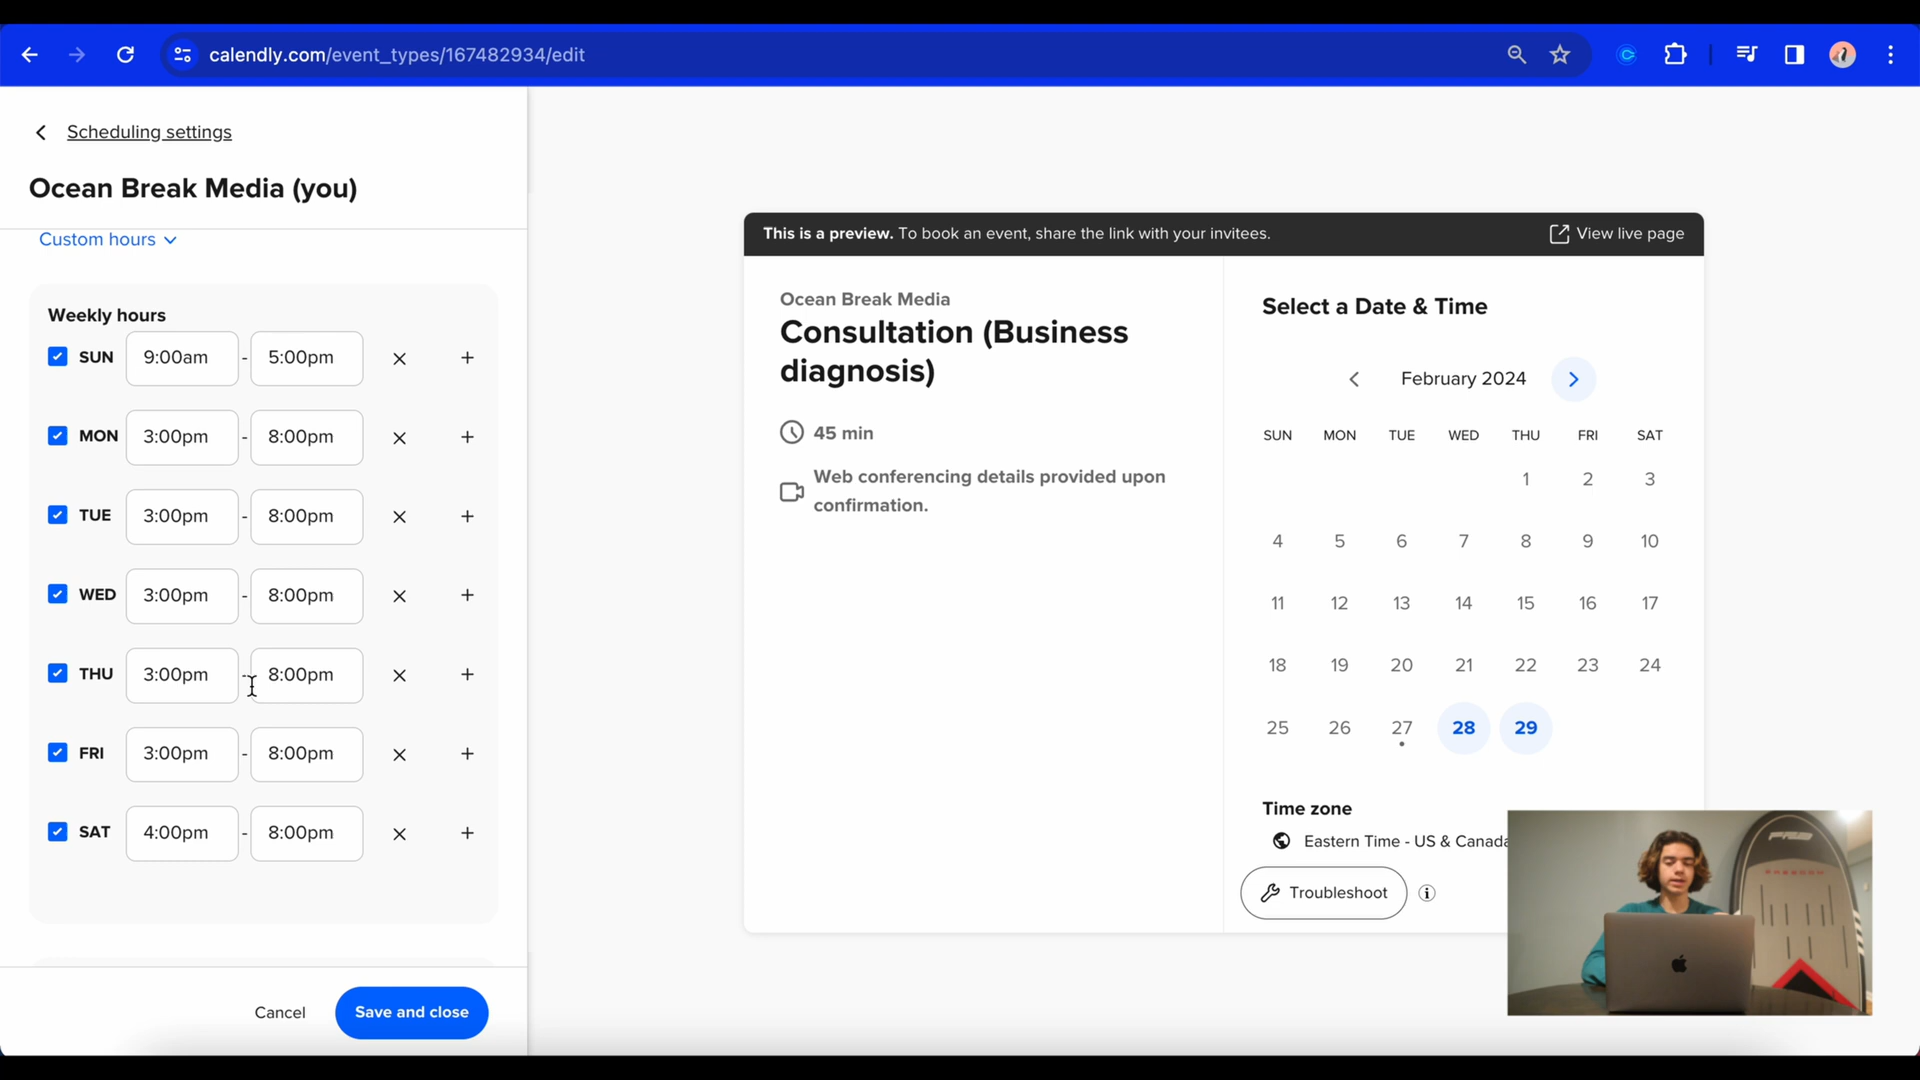 calendly.com/event_types/167482934/edit
Scheduling settings
Ocean Break Media (you)
Custom hours
Weekly hours
SUN 9:00am - 5:00pm
MON 3:00pm - 8:00pm
TUE 3:00pm - 8:00pm
WED 3:00pm - 8:00pm
THU 3:00pm - 8:00pm
FRI 3:00pm - 8:00pm
SAT 4:00pm - 8:00pm
Cancel Save and close
This is a preview. To book an event, share the link with your invitees. View live page
Ocean Break Media
Consultation (Business
diagnosis)
45 min
Web conferencing details provided upon
confirmation.
Select a Date & Time
February 2024
SUN MON TUE WED THU FRI SAT
1 2 3
4 5 6 7 8 9 10
11 12 13 14 15 16 17
18 19 20 21 22 23 24
25 26 27 28 29
Time zone
Eastern Time - US & Canada
Troubleshoot